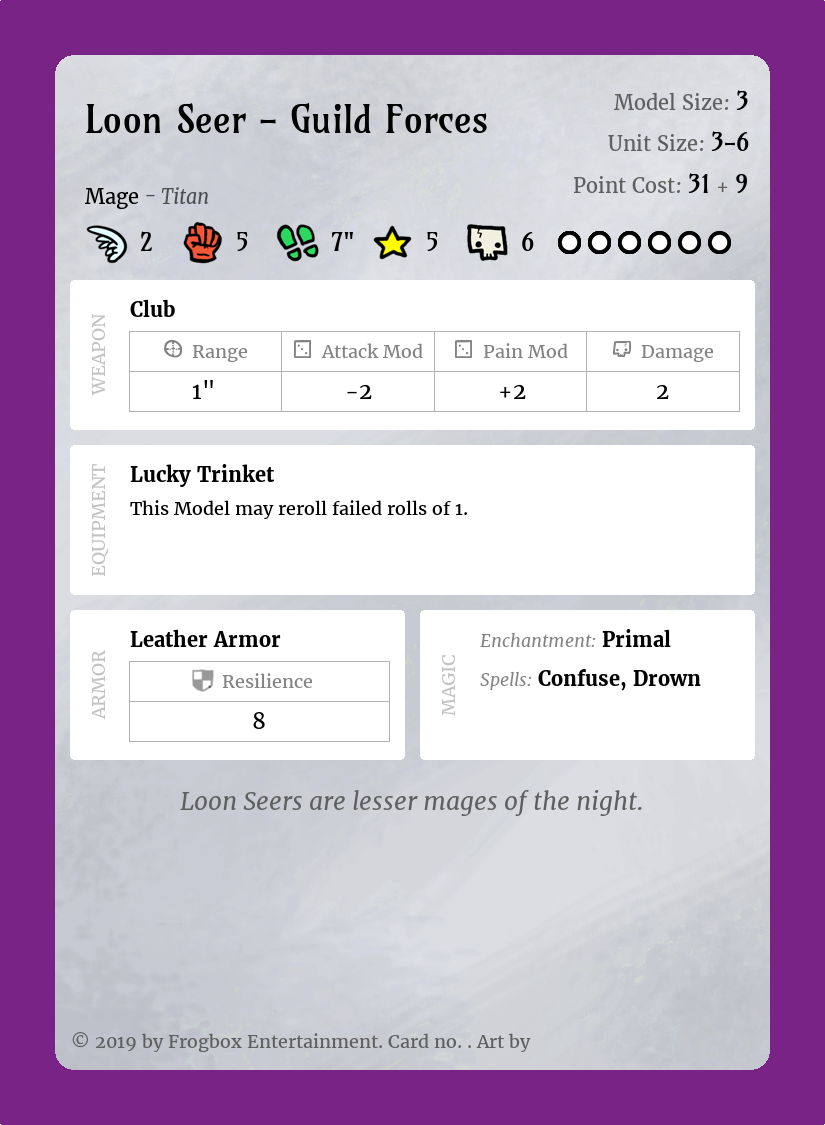 Loon Seer – Guild Forces
Model Size: 3
Unit Size: 3–6
Point Cost: 31 + 9
Mage - Titan
2 5 7" 5 6
WEAPON
Club
Range Attack Mod Pain Mod Damage
1" -2 +2 2
EQUIPMENT
Lucky Trinket
This Model may reroll failed rolls of 1.
ARMOR
Leather Armor
Resilience
8
MAGIC
Enchantment: Primal
Spells: Confuse, Drown
Loon Seers are lesser mages of the night.
© 2019 by Frogbox Entertainment. Card no. . Art by